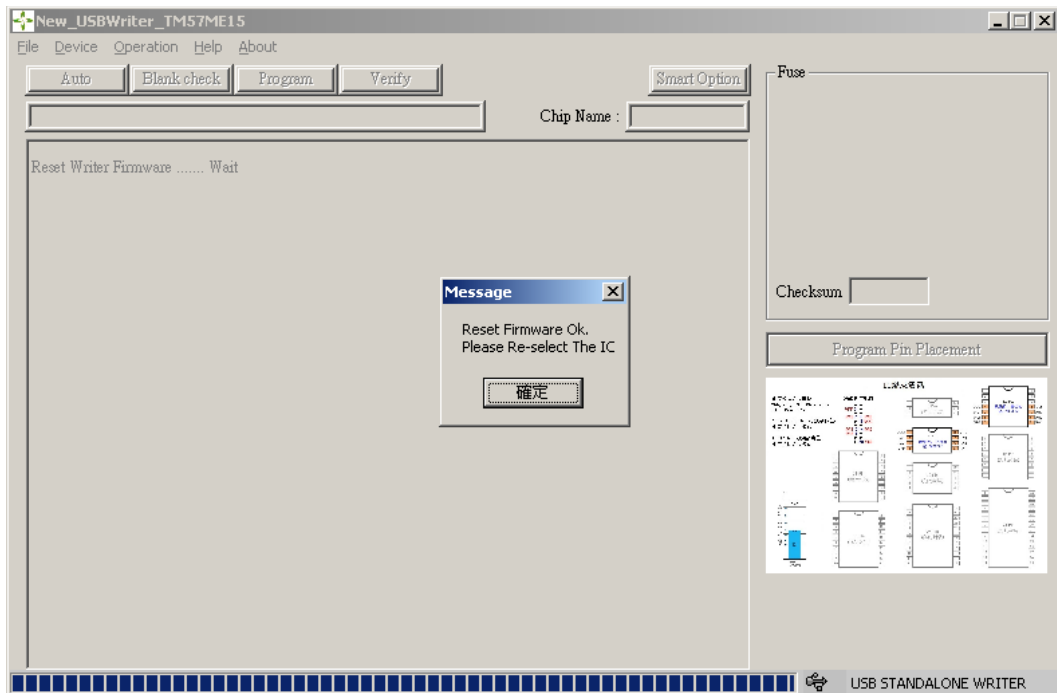 New_USBWriter_TM57ME15
File Device Operation Help About
Auto Blank check Program Verify Smart Option
Chip Name :
Reset Writer Firmware ....... Wait
Fuse
Checksum
Program Pin Placement
Message
Reset Firmware Ok.
Please Re-select The IC
確定
USB STANDALONE WRITER